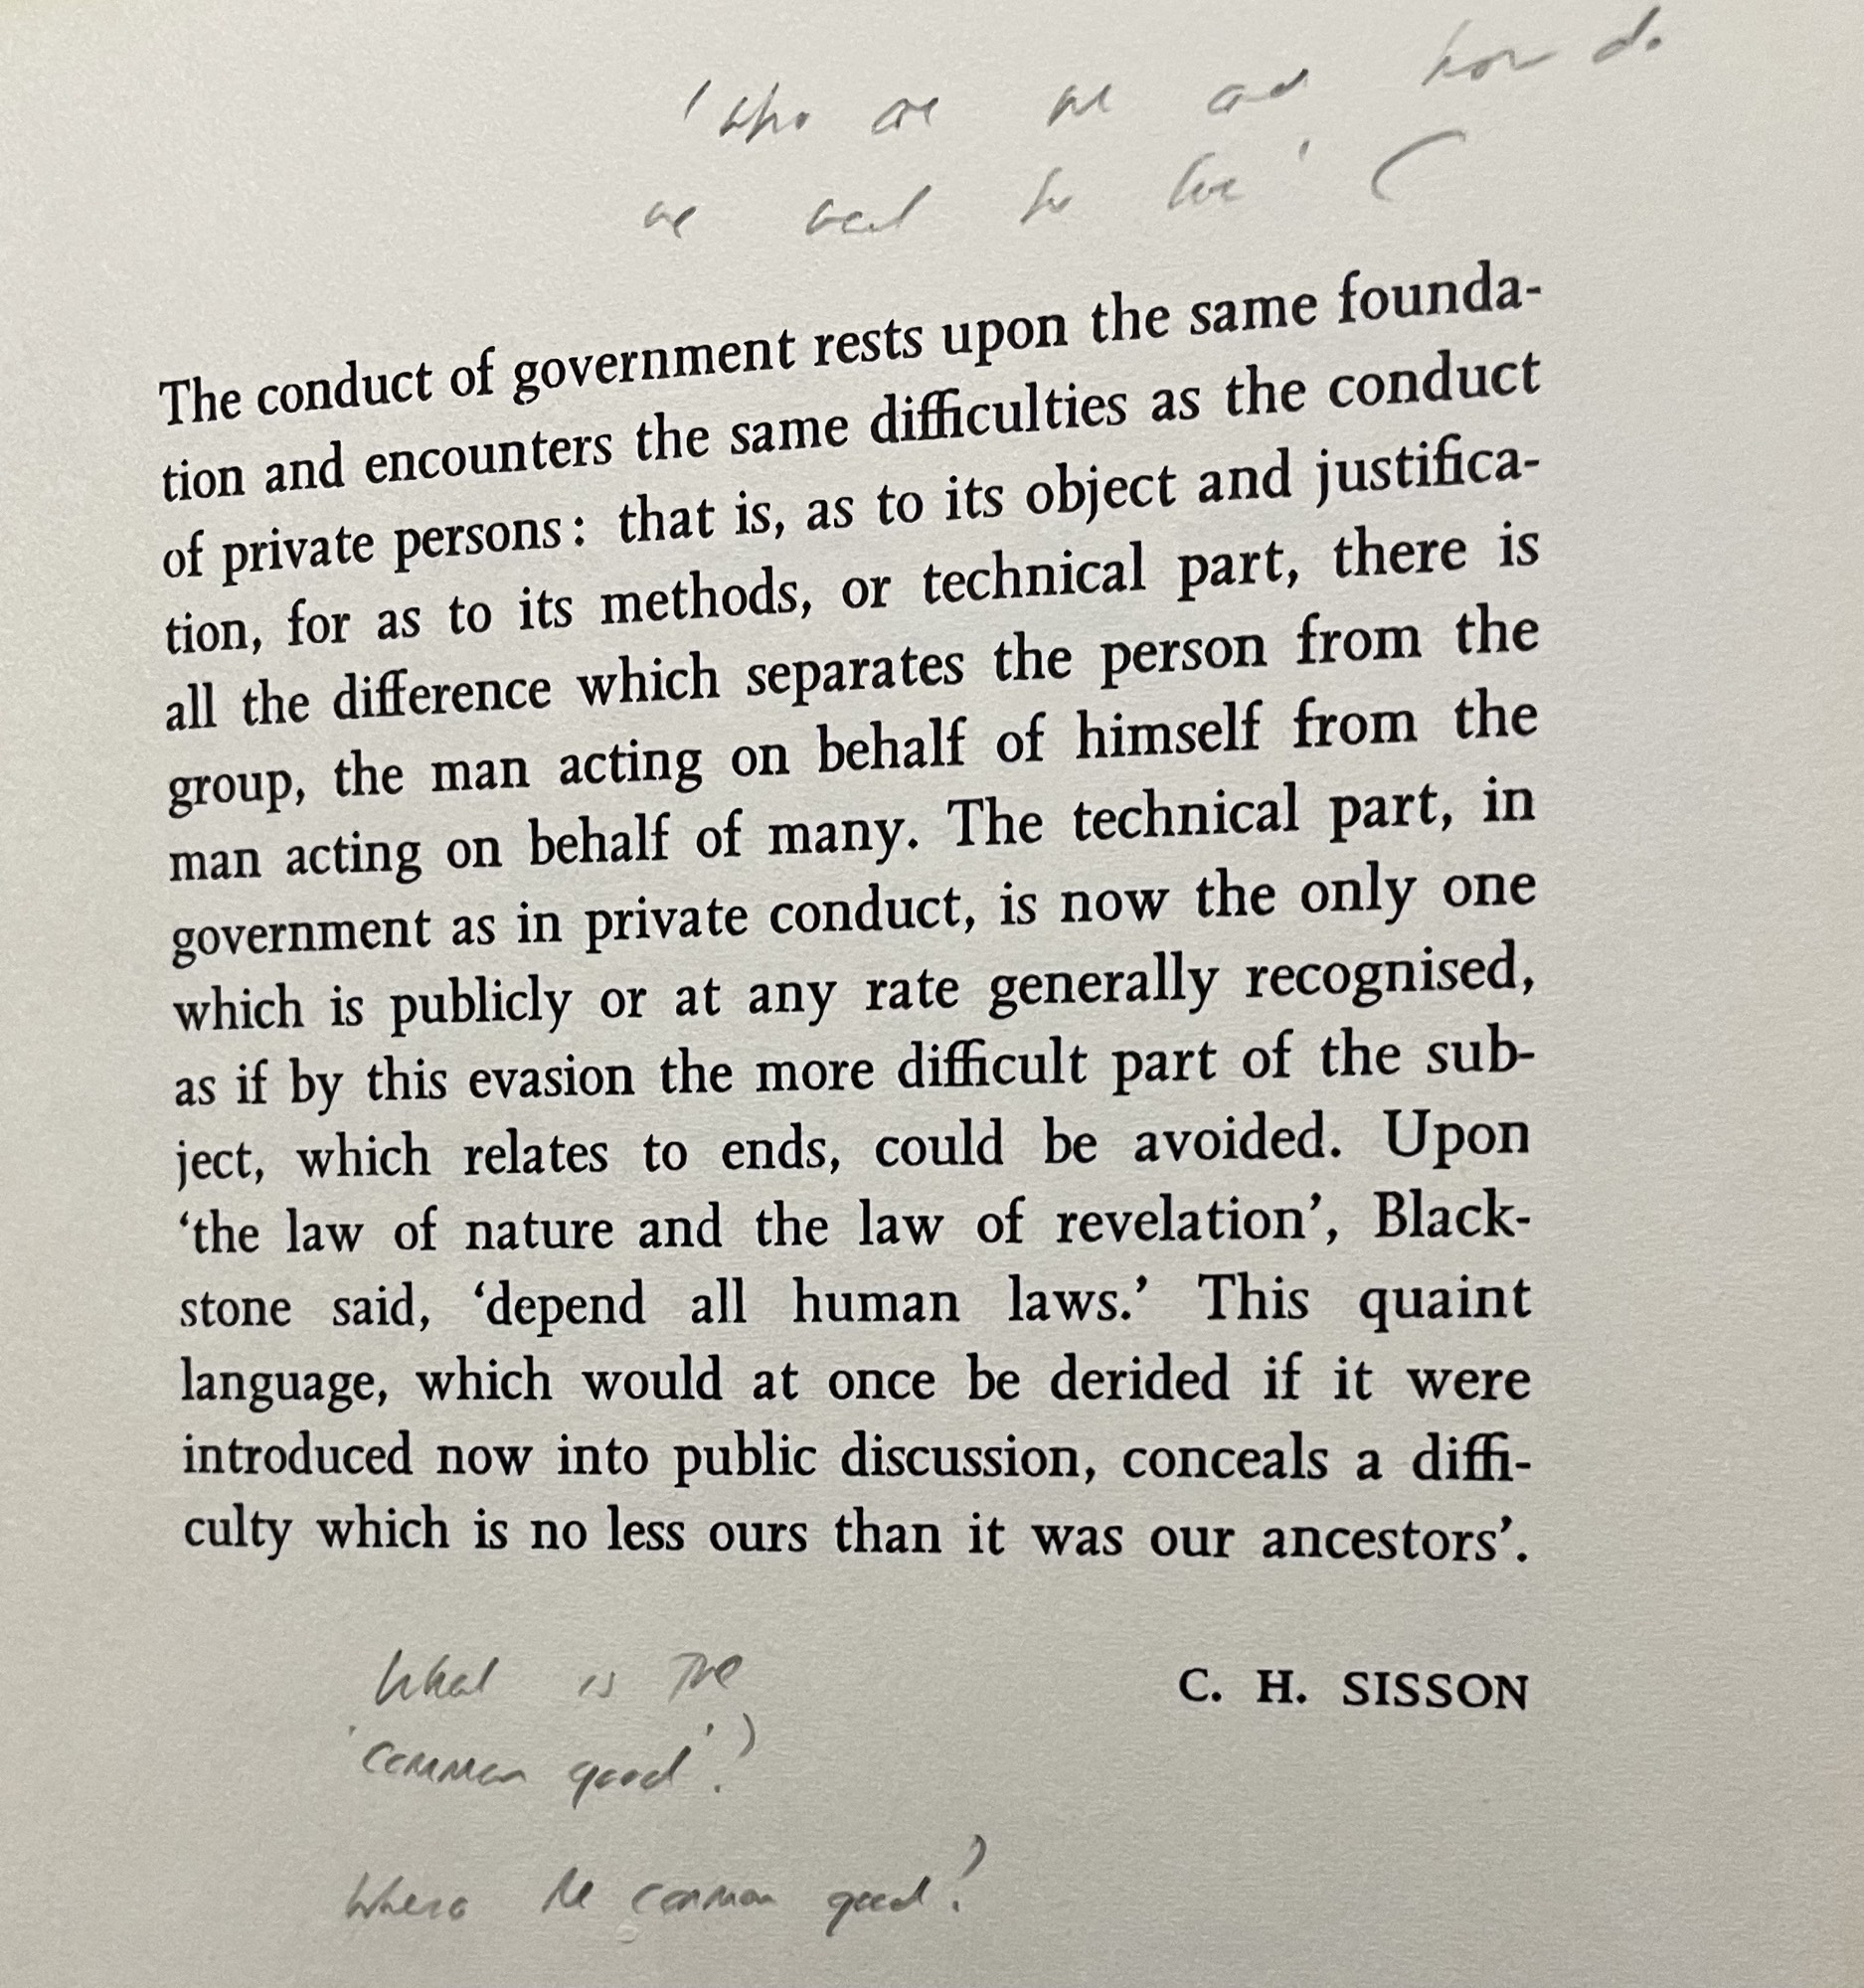 'who are we and how do
we want to live' (
The conduct of government rests upon the same founda-
tion and encounters the same difficulties as the conduct
of private persons: that is, as to its object and justifica-
tion, for as to its methods, or technical part, there is
all the difference which separates the person from the
group, the man acting on behalf of himself from the
man acting on behalf of many. The technical part, in
government as in private conduct, is now the only one
which is publicly or at any rate generally recognised,
as if by this evasion the more difficult part of the sub-
ject, which relates to ends, could be avoided. Upon
‘the law of nature and the law of revelation’, Black-
stone said, ‘depend all human laws.’ This quaint
language, which would at once be derided if it were
introduced now into public discussion, conceals a diffi-
culty which is no less ours than it was our ancestors’.
C. H. SISSON
What is the
'common good'?
Where the common good?